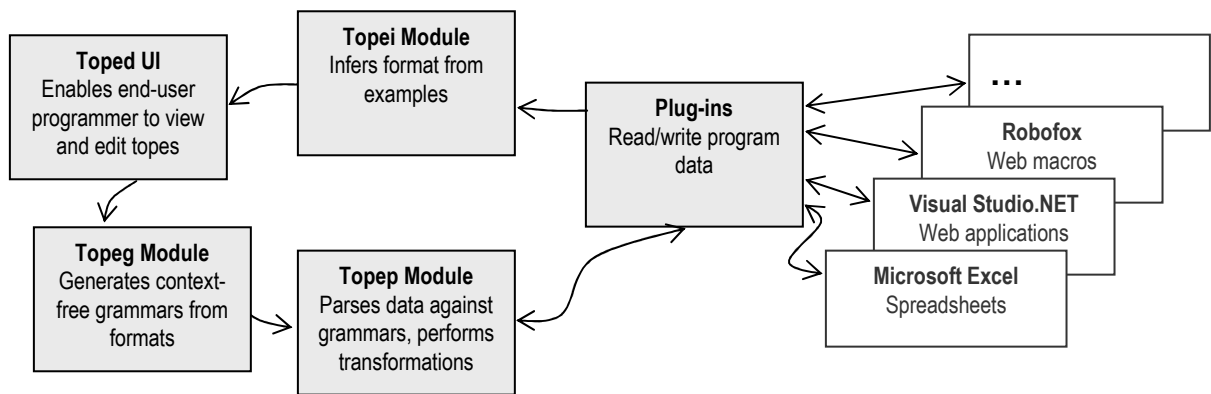 Toped UI
Enables end-user
programmer to view
and edit topes
Topei Module
Infers format from
examples
Plug-ins
Read/write program
data
...
Robofox
Web macros
Visual Studio.NET
Web applications
Microsoft Excel
Spreadsheets
Topeg Module
Generates context-
free grammars from
formats
Topep Module
Parses data against
grammars, performs
transformations